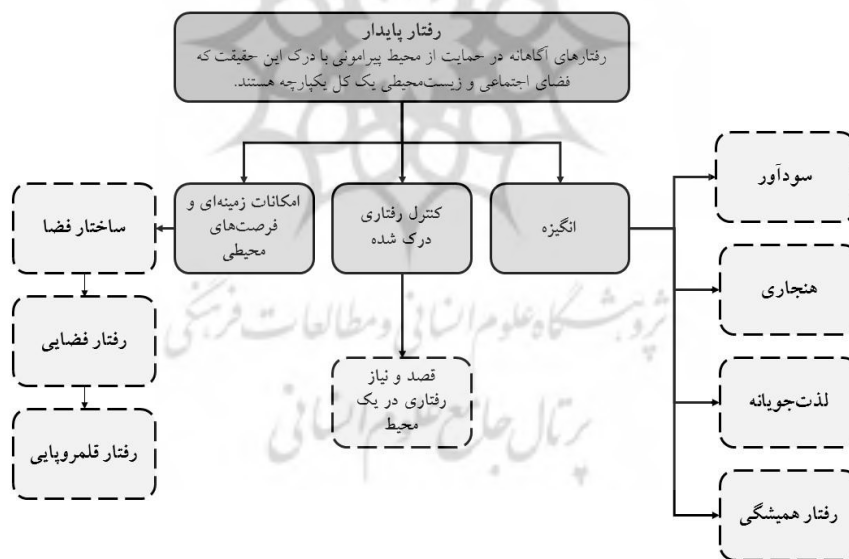 رفتار پایدار
رفتارهای آگاهانه در حمایت از محیط پیرامونی با درک این حقیقت که
فضای اجتماعی و زیست‌محیطی یک کل یکپارچه هستند.
انگیزه
کنترل رفتاری
درک شده
امکانات زمینه‌ای و
فرصت‌های
محیطی
سودآور
هنجاری
لذت‌جویانه
رفتار همیشگی
قصد و نیاز
رفتاری در یک
محیط
ساختار فضا
رفتار فضایی
رفتار قلمروپایی
پژوهشگاه علوم انسانی و مطالعات فرهنگی
پرتال جامع علوم انسانی